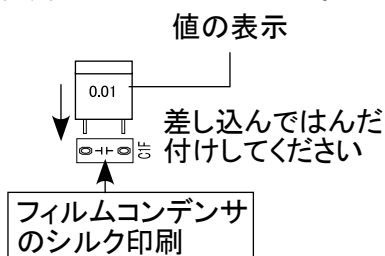 値の表示
0.01
差し込んではんだ
付けしてください
C1F
フィルムコンデンサ
のシルク印刷